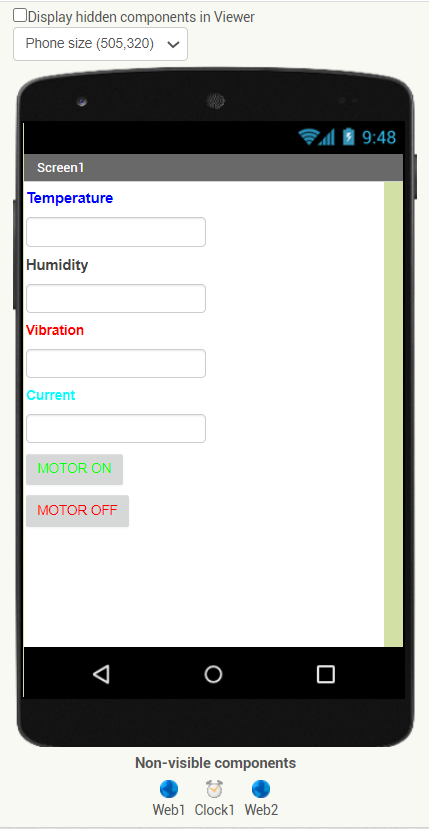 Display hidden components in Viewer
Phone size (505,320)
9:48
Screen1
Temperature
Humidity
Vibration
Current
MOTOR ON
MOTOR OFF
Non-visible components
Web1 Clock1 Web2